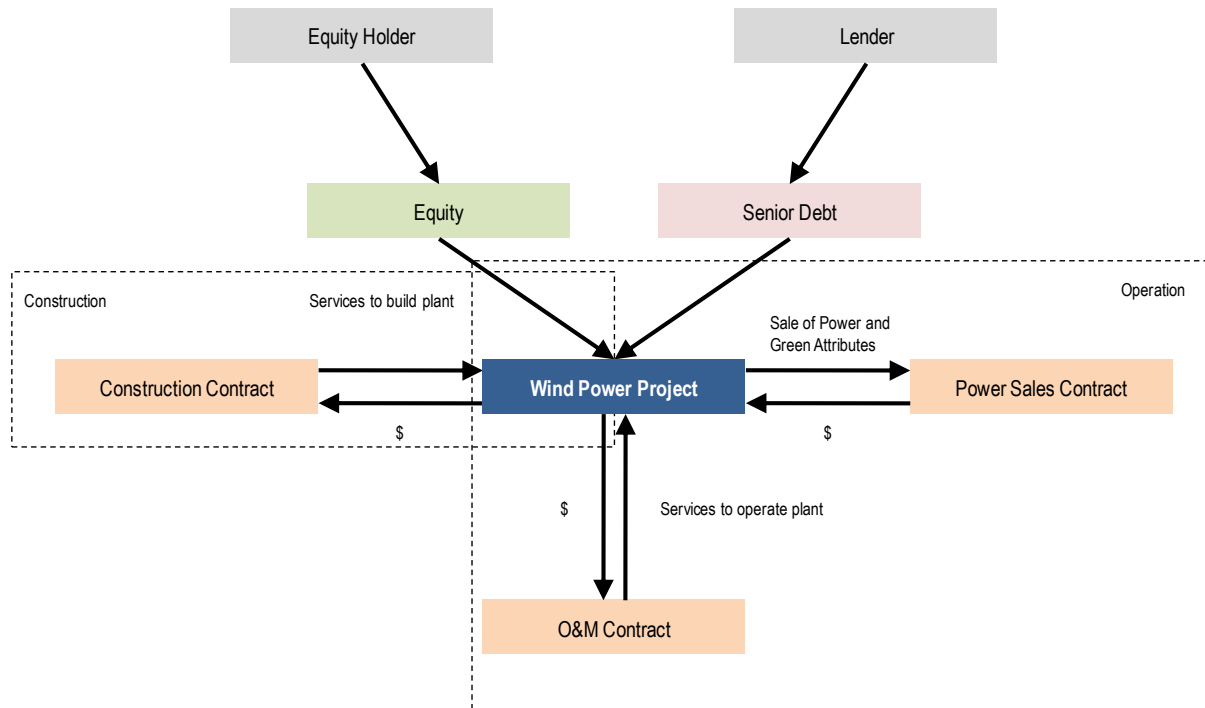 Equity Holder
Lender
Equity
Senior Debt
Construction
Services to build plant
Operation
Sale of Power and
Green Attributes
Construction Contract
Wind Power Project
Power Sales Contract
$
$
$
Services to operate plant
O&M Contract